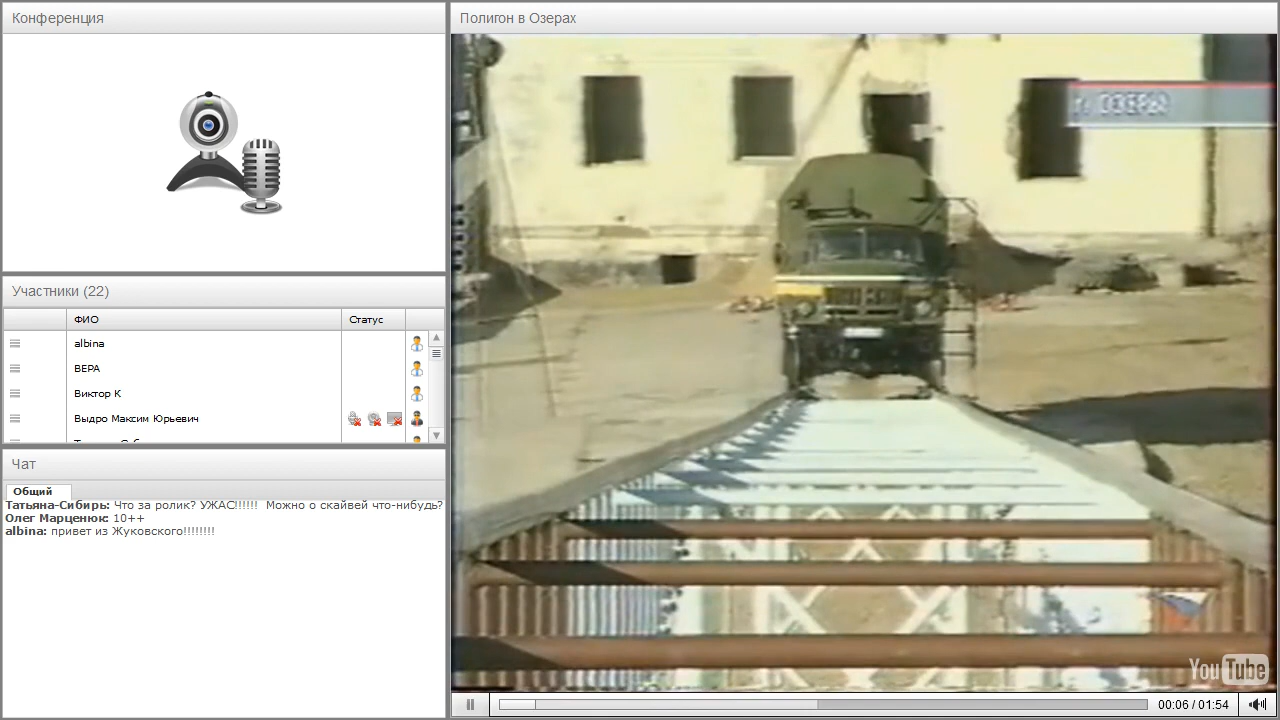 Конференция
Полигон в Озерах
г. ОЗЕРЫ
Участники (22)
ФИО Статус
albina
ВЕРА
Виктор К
Выдро Максим Юрьевич
Чат
Общий
Татьяна-Сибирь: Что за ролик? УЖАС!!!!!! Можно о скайвей что-нибудь?
Олег Марценюк: 10++
albina: привет из Жуковского!!!!!!!!
YouTube
00:06 / 01:54